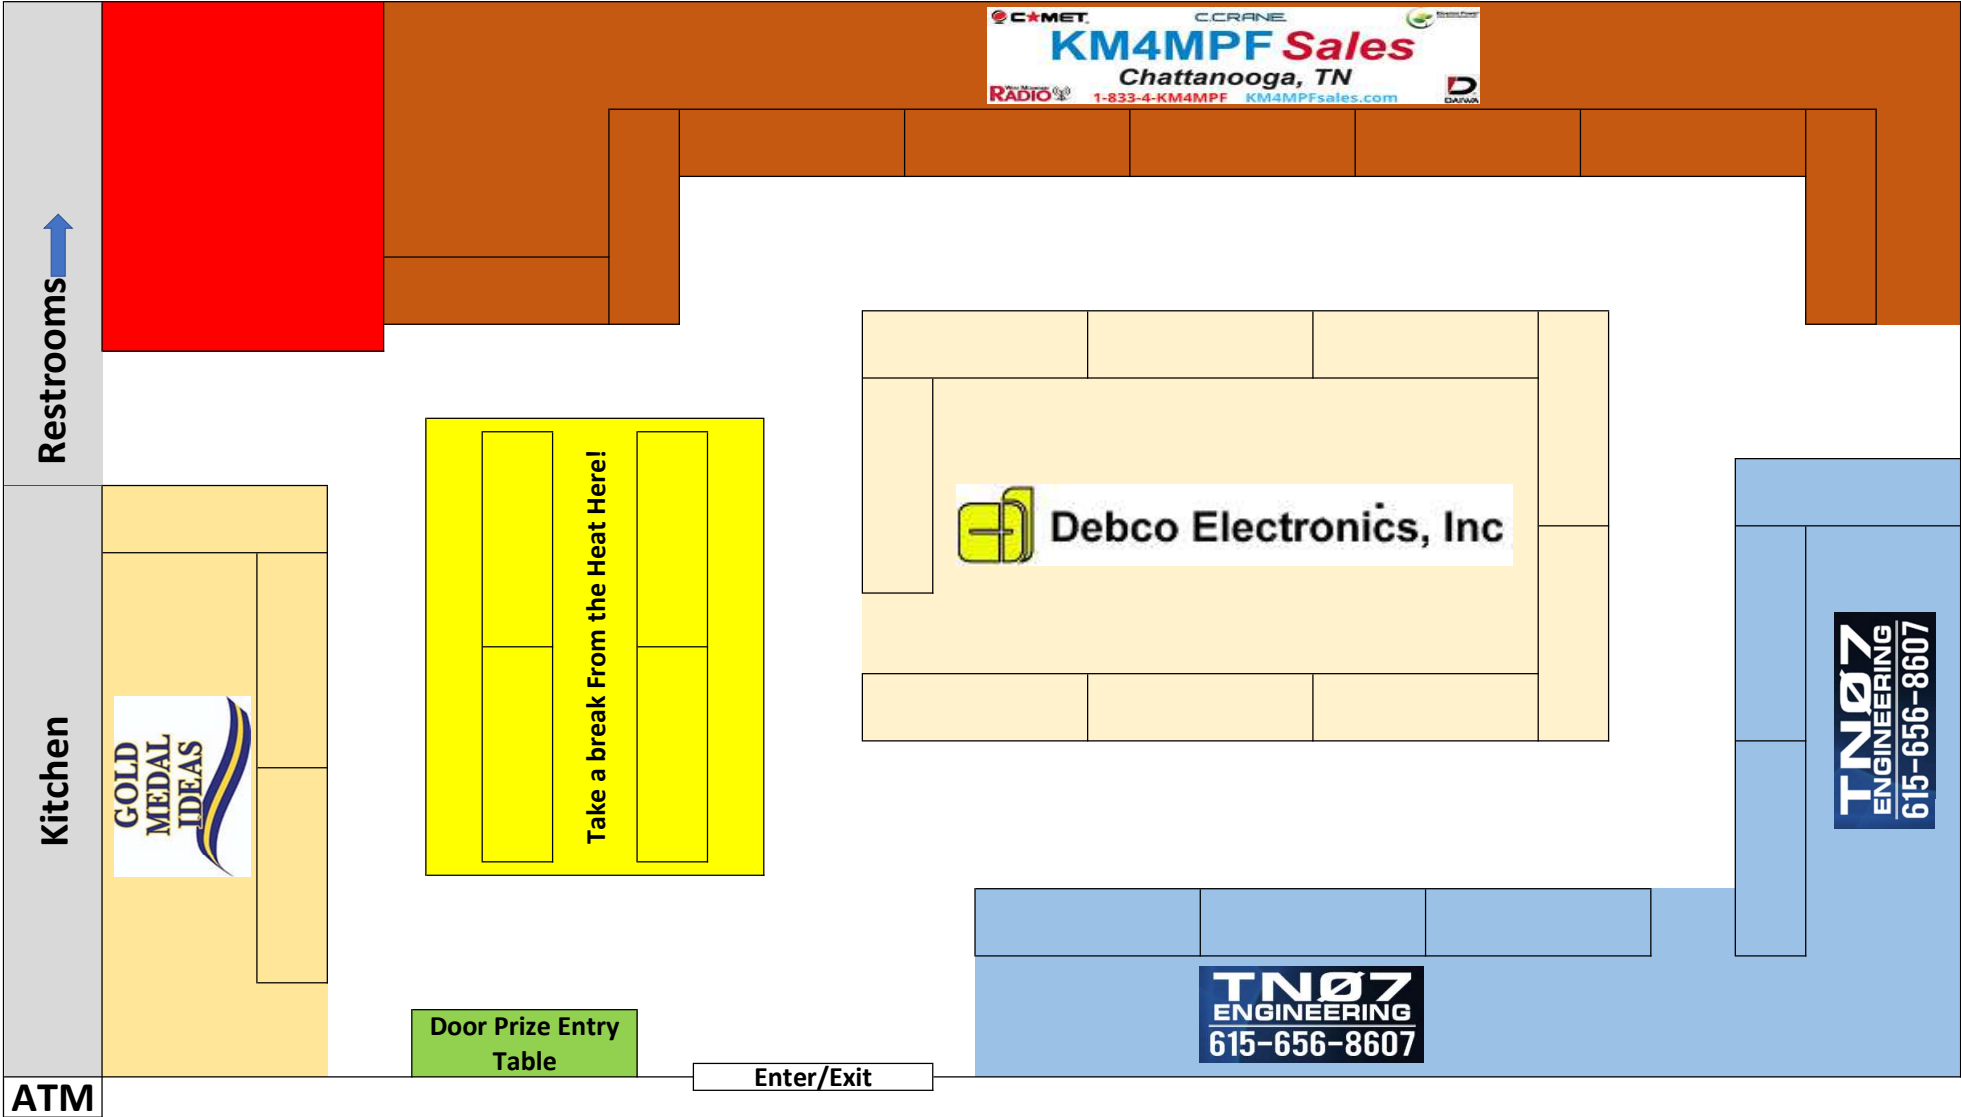 COMET
C.CRANE
KM4MPF Sales
Chattanooga, TN
RADIO
1-833-4-KM4MPF KM4MPFsales.com
DAIWA
Restrooms
Take a break From the Heat Here!
Debco Electronics, Inc
Kitchen
GOLD
MEDAL
IDEAS
TNØ7
ENGINEERING
615-656-8607
TNØ7
ENGINEERING
615-656-8607
Door Prize Entry
Table
Enter/Exit
ATM